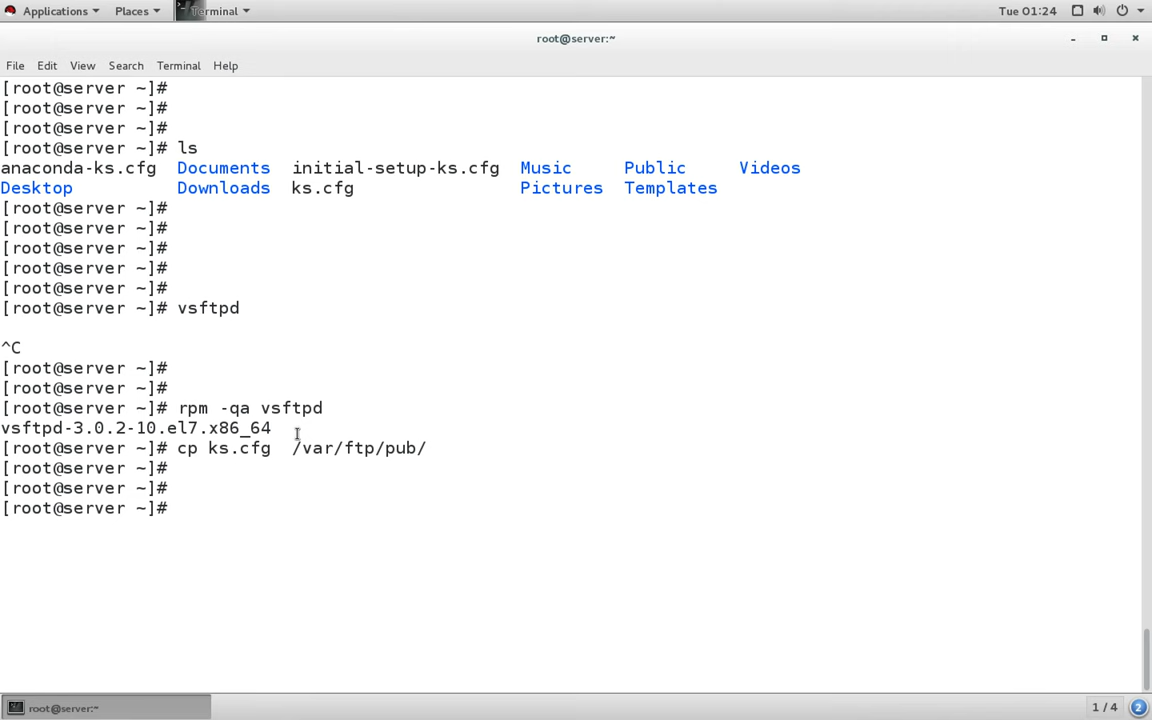 Applications Places Terminal Tue 01:24
root@server:~
File Edit View Search Terminal Help
[root@server ~]#
[root@server ~]#
[root@server ~]#
[root@server ~]# ls
anaconda-ks.cfg Documents initial-setup-ks.cfg Music Public Videos
Desktop Downloads ks.cfg Pictures Templates
[root@server ~]#
[root@server ~]#
[root@server ~]#
[root@server ~]#
[root@server ~]#
[root@server ~]# vsftpd
^C
[root@server ~]#
[root@server ~]#
[root@server ~]# rpm -qa vsftpd
vsftpd-3.0.2-10.el7.x86_64
[root@server ~]# cp ks.cfg  /var/ftp/pub/
[root@server ~]#
[root@server ~]#
[root@server ~]#
root@server:~ 1 / 4 2